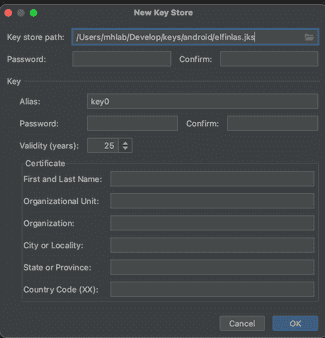 New Key Store
Key store path: /Users/mhlab/Develop/keys/android/elfinlas.jks
Password: Confirm:
Key
Alias: key0
Password: Confirm:
Validity (years): 25
Certificate
First and Last Name:
Organizational Unit:
Organization:
City or Locality:
State or Province:
Country Code (XX):
Cancel OK